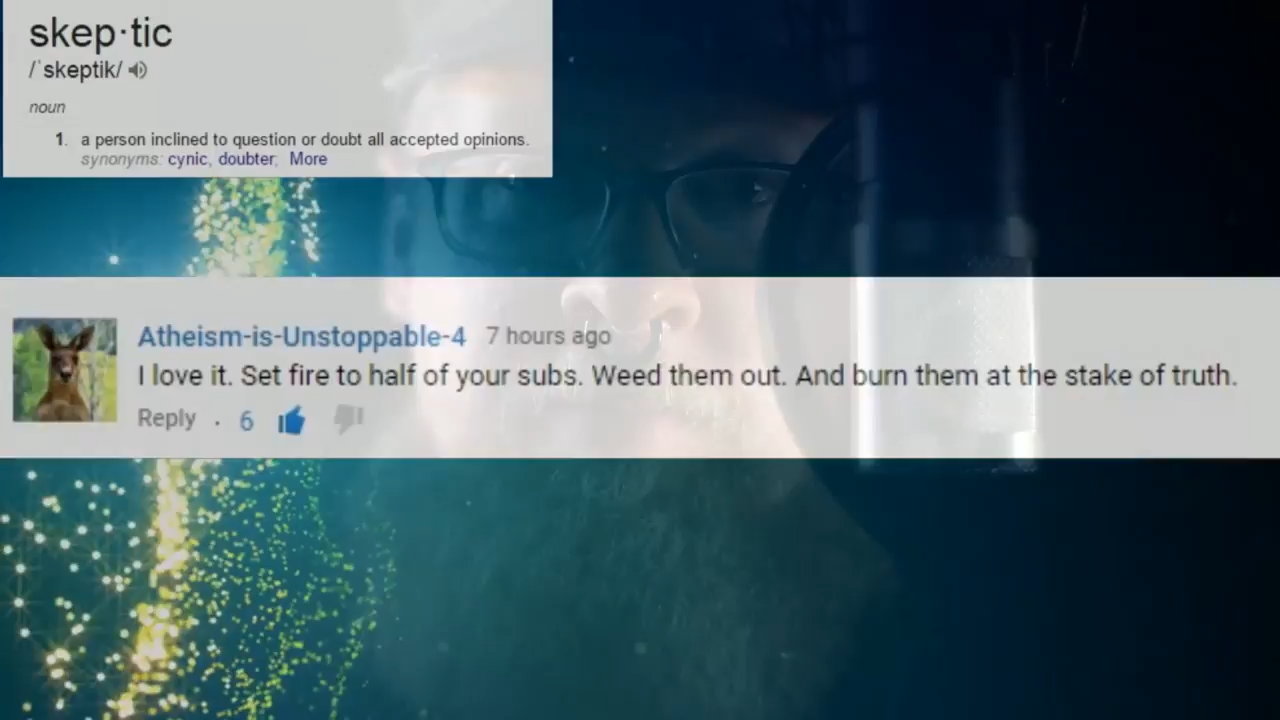 skep·tic
/ˈskeptik/
noun
1. a person inclined to question or doubt all accepted opinions.
synonyms: cynic, doubter; More
Atheism-is-Unstoppable-4 7 hours ago
I love it. Set fire to half of your subs. Weed them out. And burn them at the stake of truth.
Reply · 6